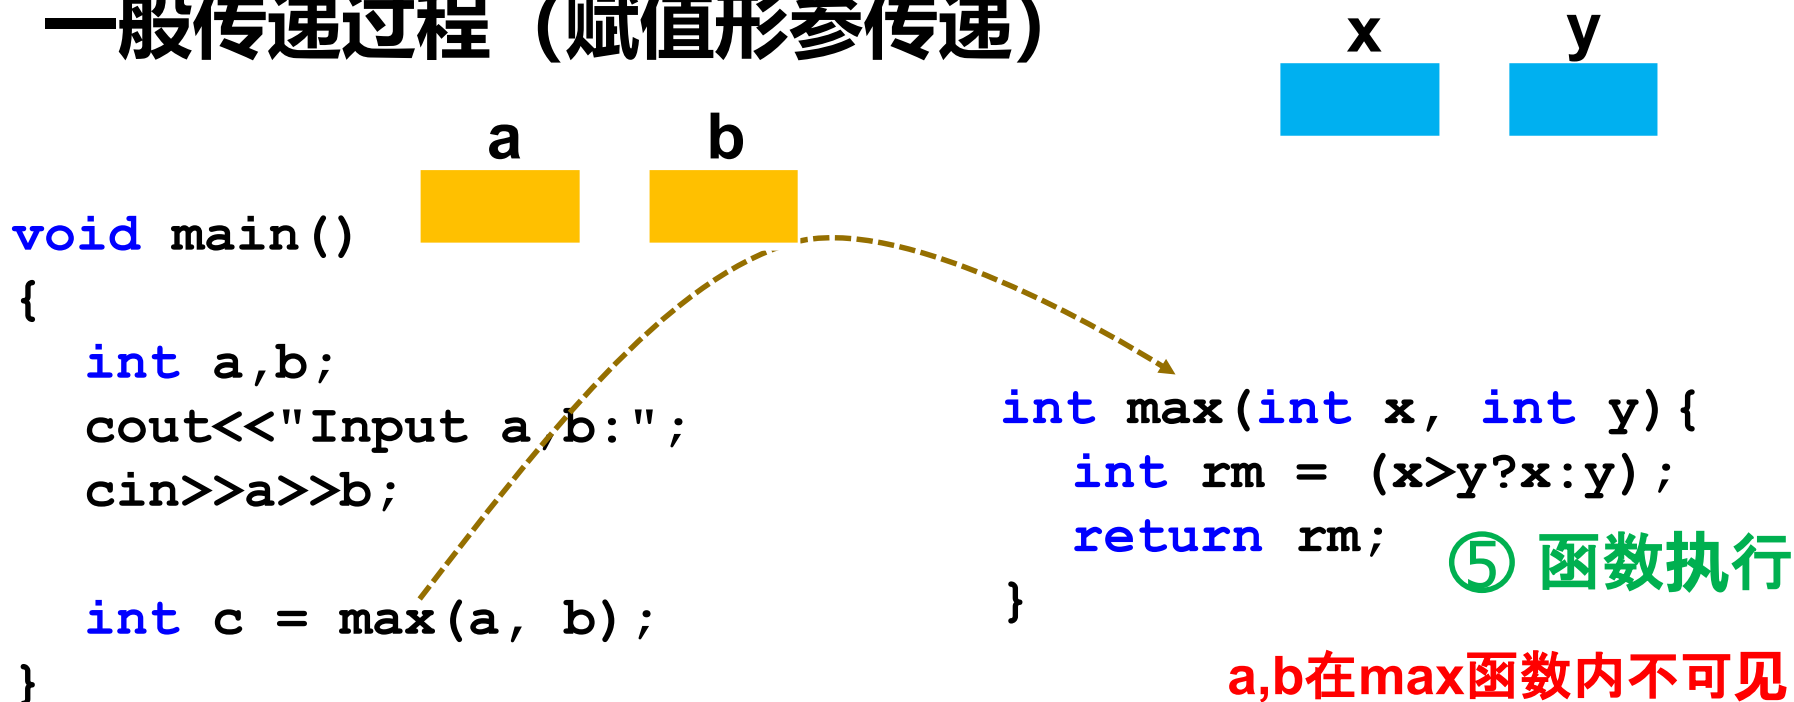 一般传递过程（赋值形参传递）
x y
a b
void main()
{
int a,b;
cout<<"Input a,b:";
cin>>a>>b;
int c = max(a, b);
}
int max(int x, int y){
int rm = (x>y?x:y);
return rm;
}
⑤ 函数执行
a,b在max函数内不可见